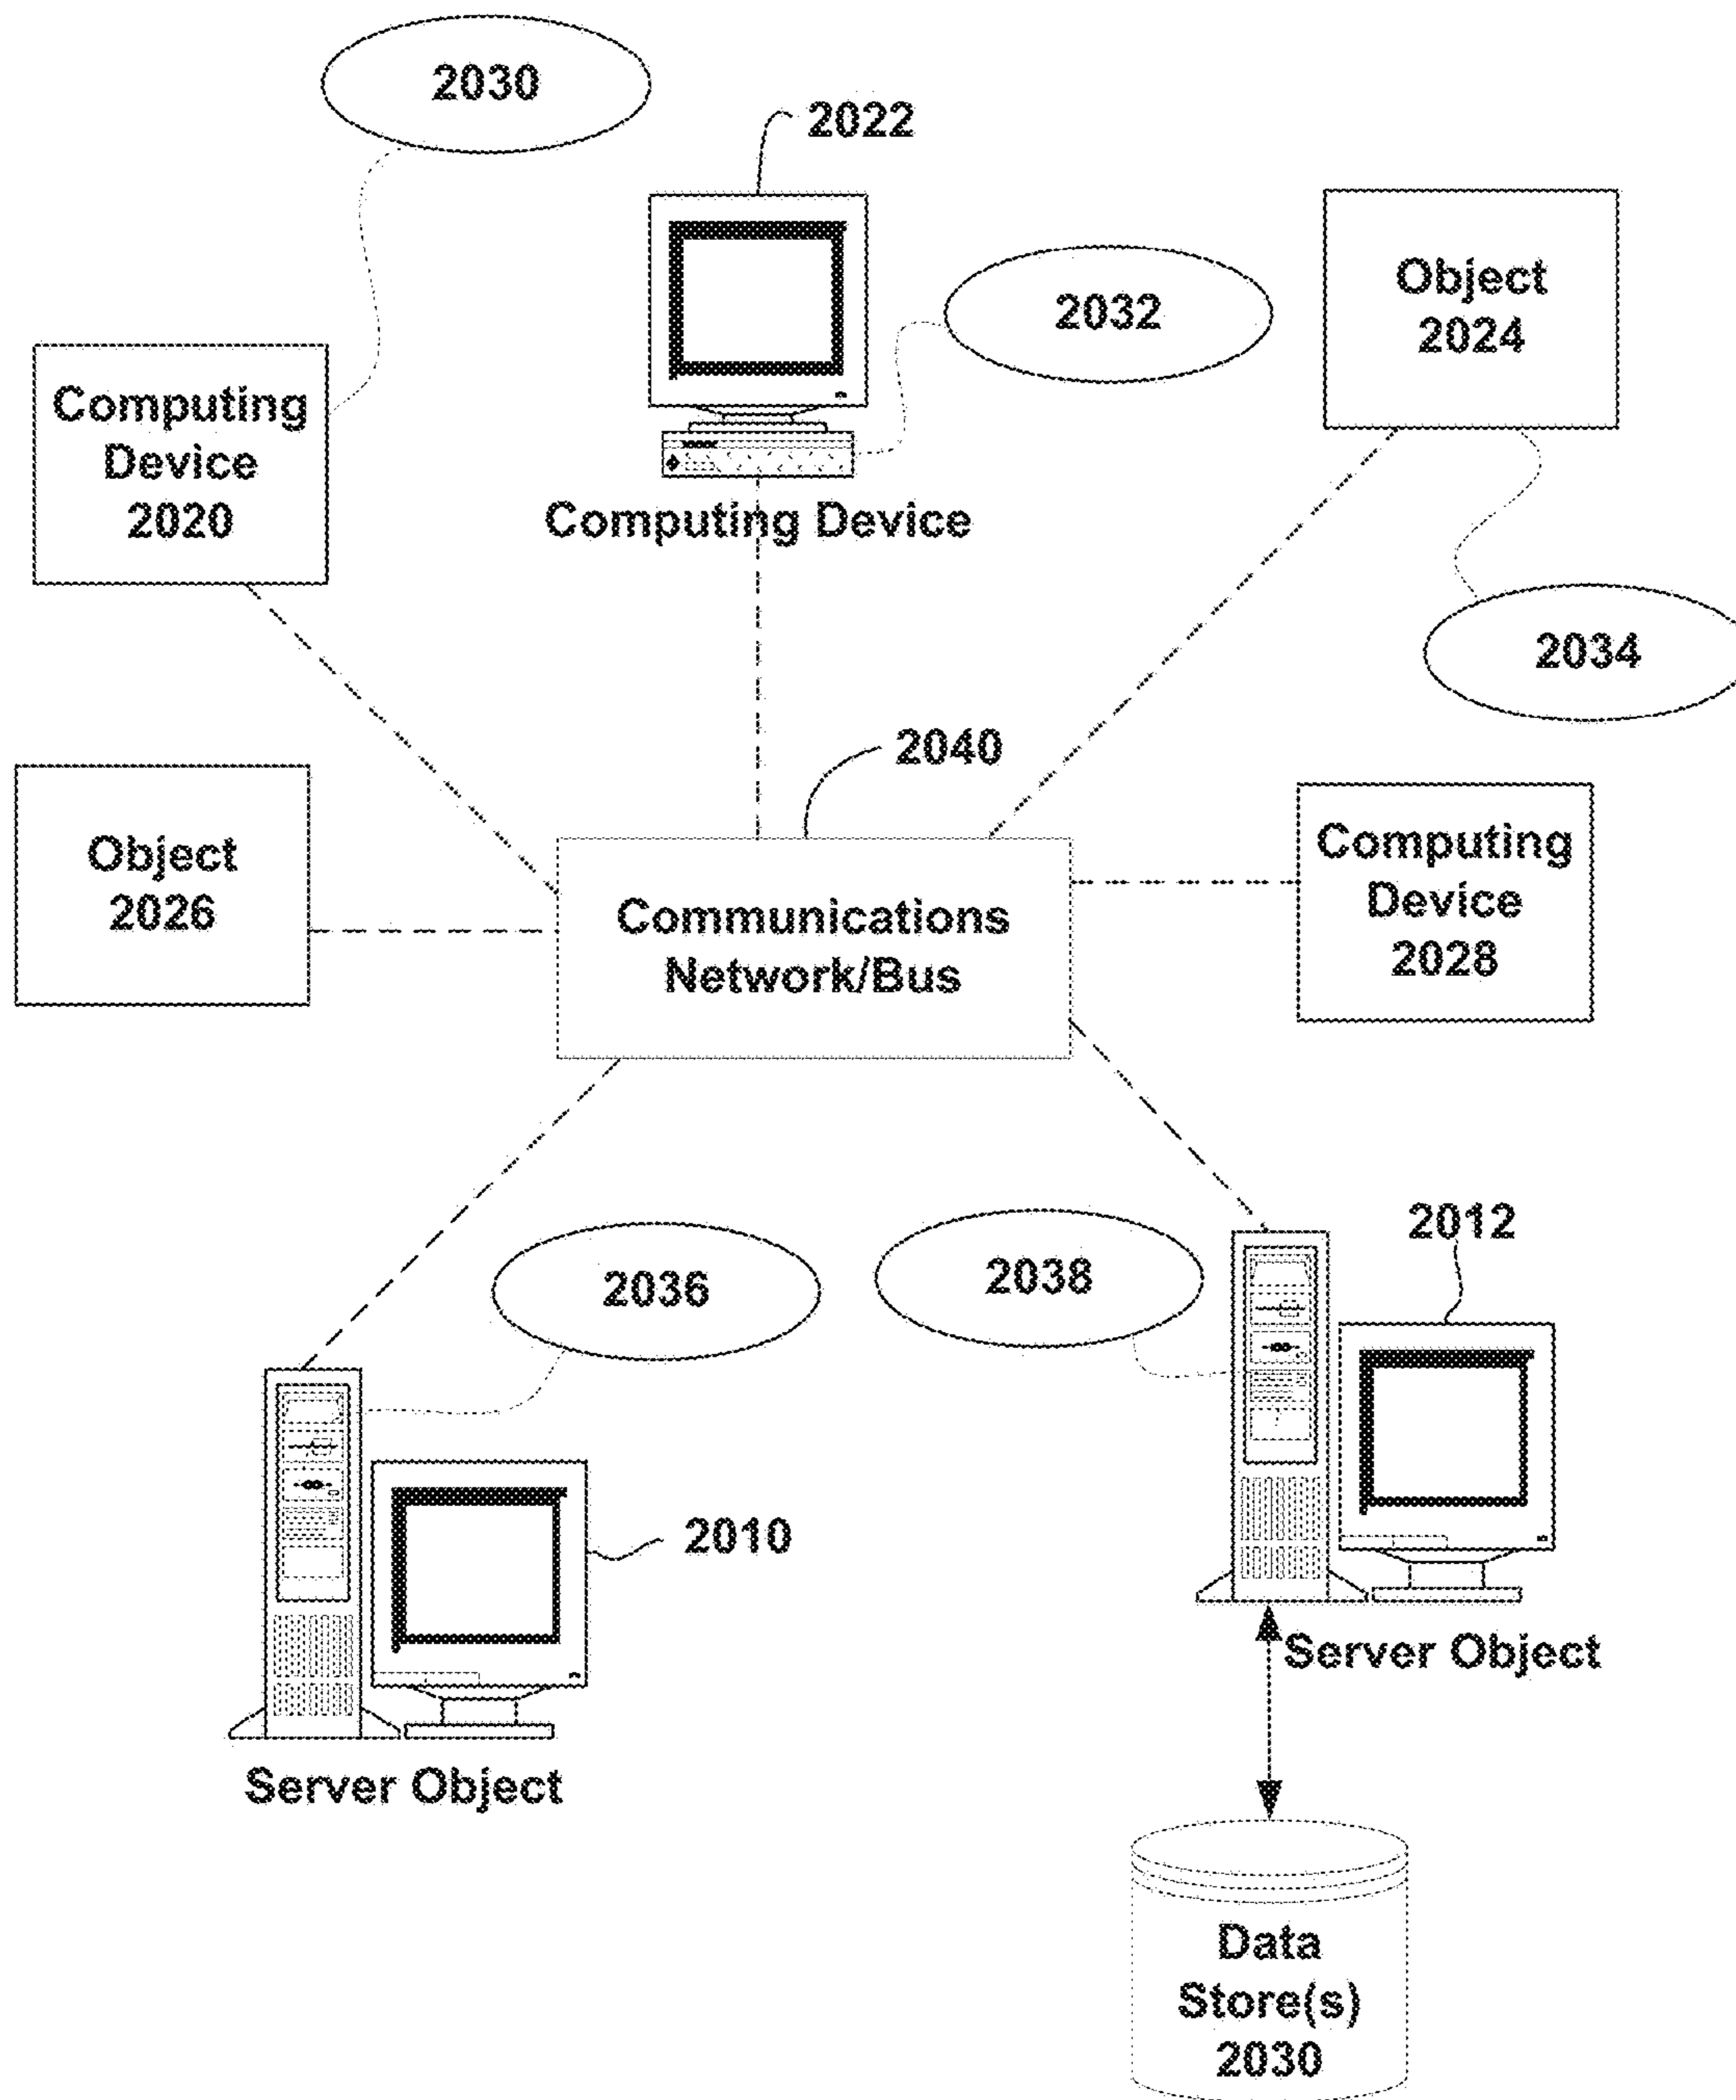 2030
2022
2032
Object
2024
Computing
Device
2020
Computing Device
2034
2040
Object
2026
Communications
Network/Bus
Computing
Device
2028
2036
2038
2012
2010
Server Object
Server Object
Data
Store(s)
2030